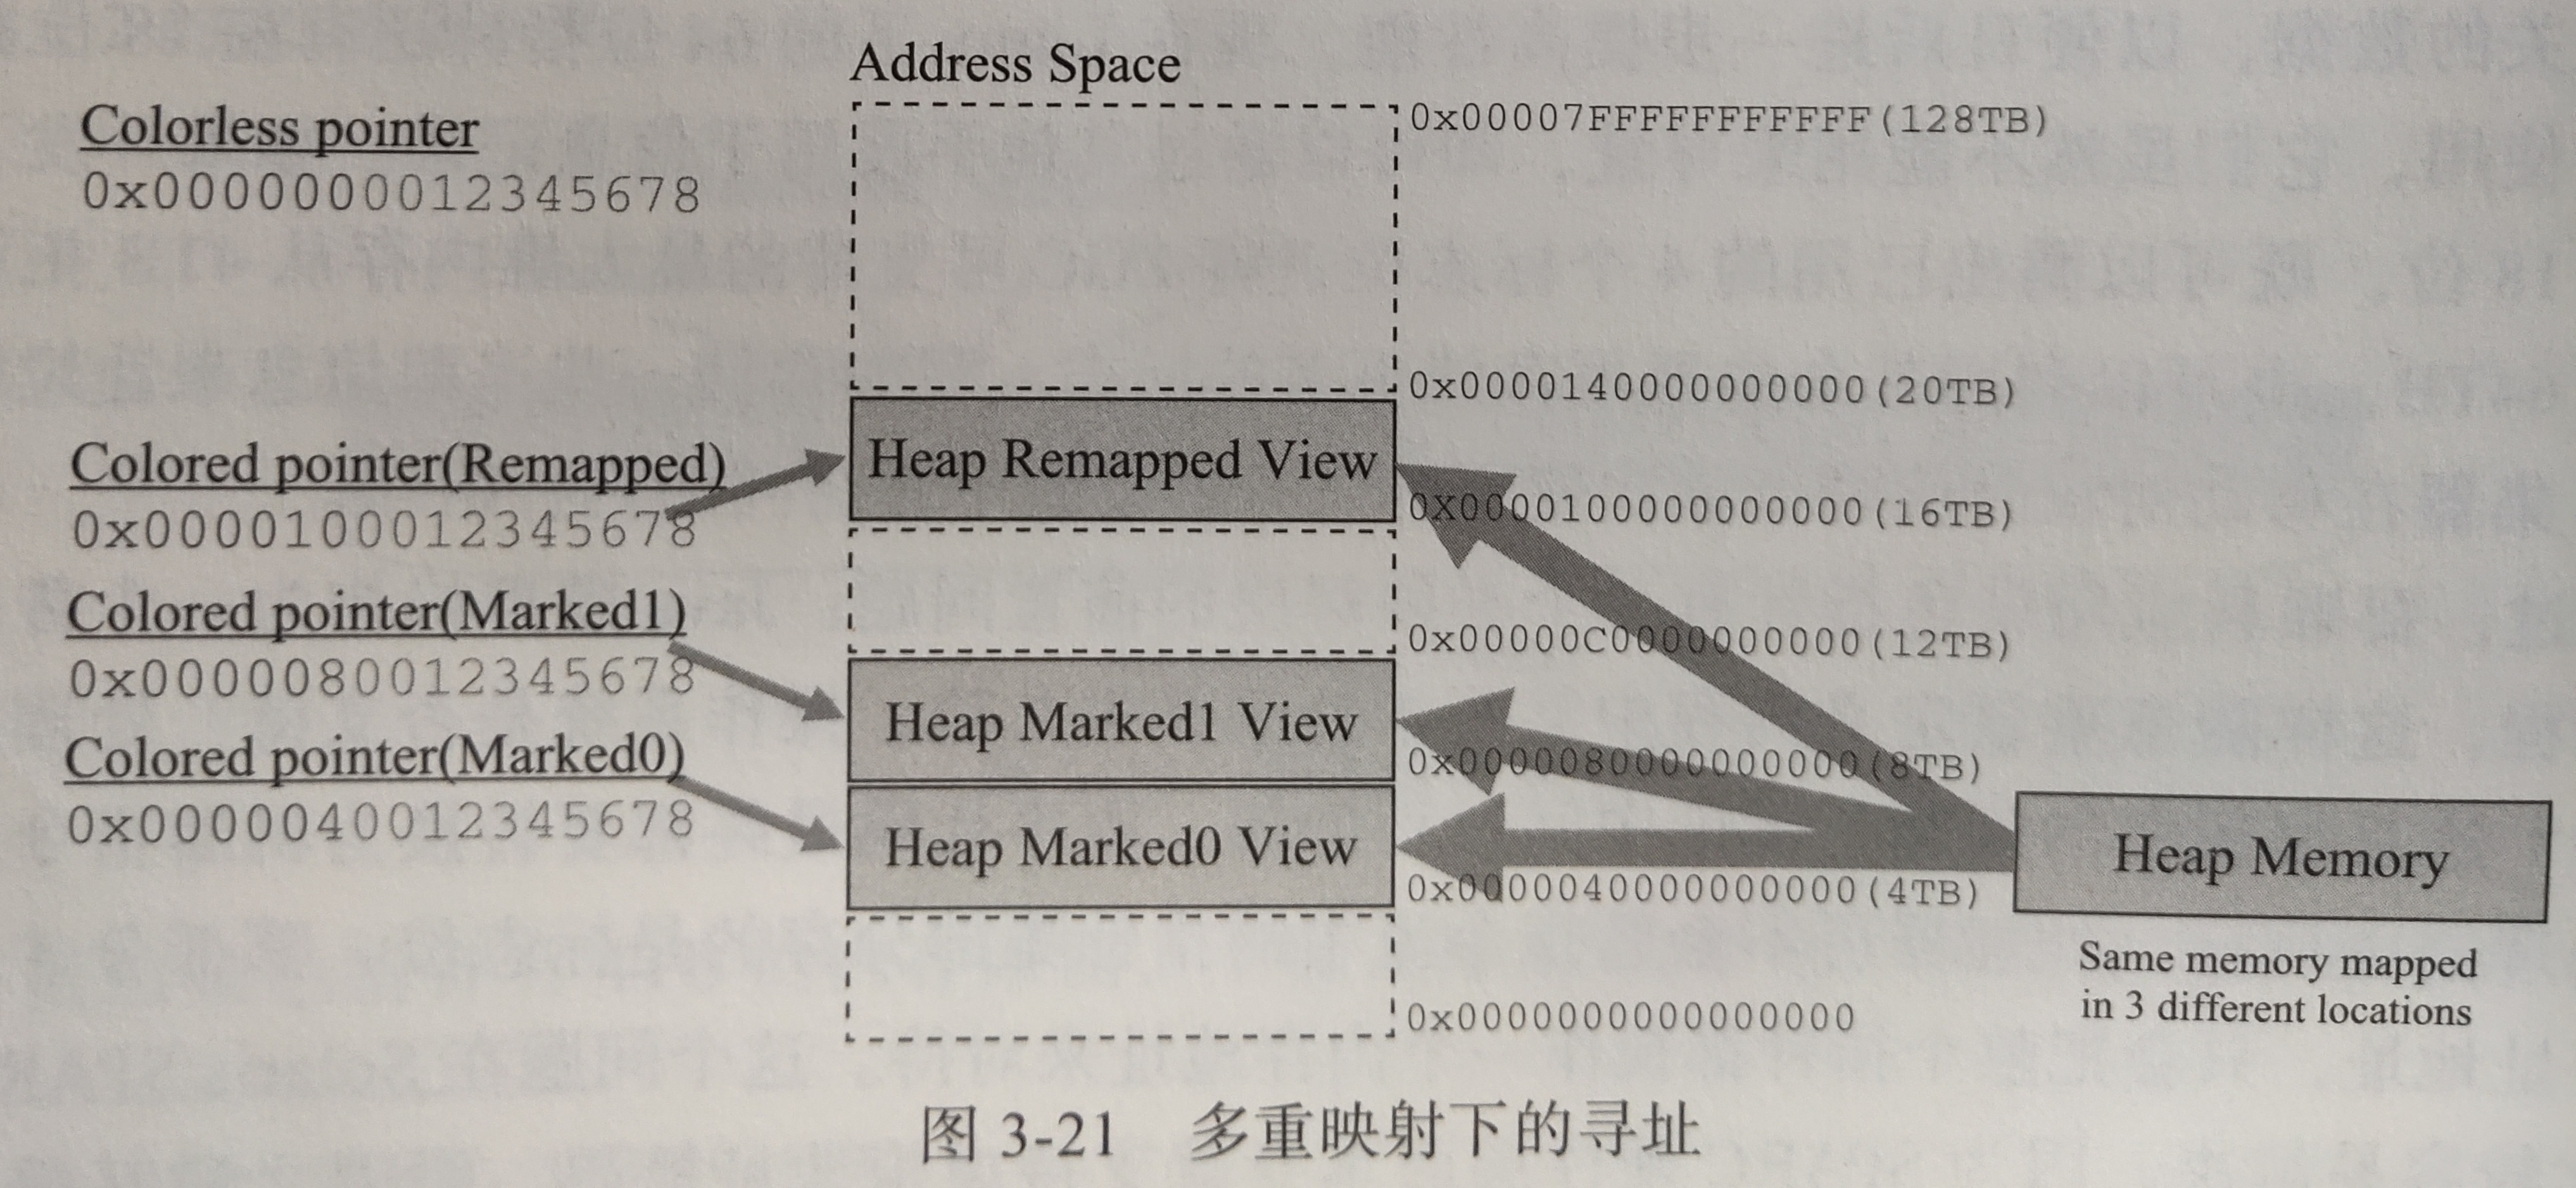 Address Space
0x00007FFFFFFFFFFF(128TB)
Colorless pointer
0x0000000012345678
0x0000140000000000(20TB)
Colored pointer(Remapped)
0x0000100012345678
Heap Remapped View
0X0000100000000000(16TB)
Colored pointer(Marked1)
0x0000080012345678
0x00000C0000000000(12TB)
Heap Marked1 View
0x0000080000000000(8TB)
Colored pointer(Marked0)
0x0000040012345678
Heap Marked0 View
0x0000040000000000(4TB)
Heap Memory
Same memory mapped
in 3 different locations
0x0000000000000000
图 3-21 多重映射下的寻址